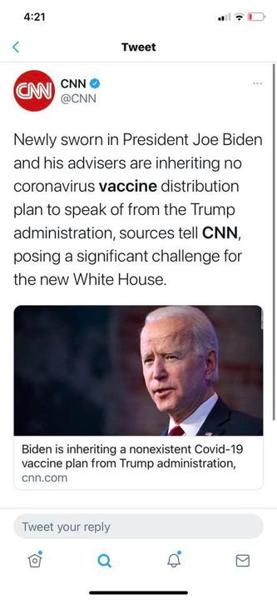 4:21
Tweet
CNN
CNN
@CNN
Newly sworn in President Joe Biden
and his advisers are inheriting no
coronavirus vaccine distribution
plan to speak of from the Trump
administration, sources tell CNN,
posing a significant challenge for
the new White House.
Biden is inheriting a nonexistent Covid-19
vaccine plan from Trump administration,
cnn.com
Tweet your reply